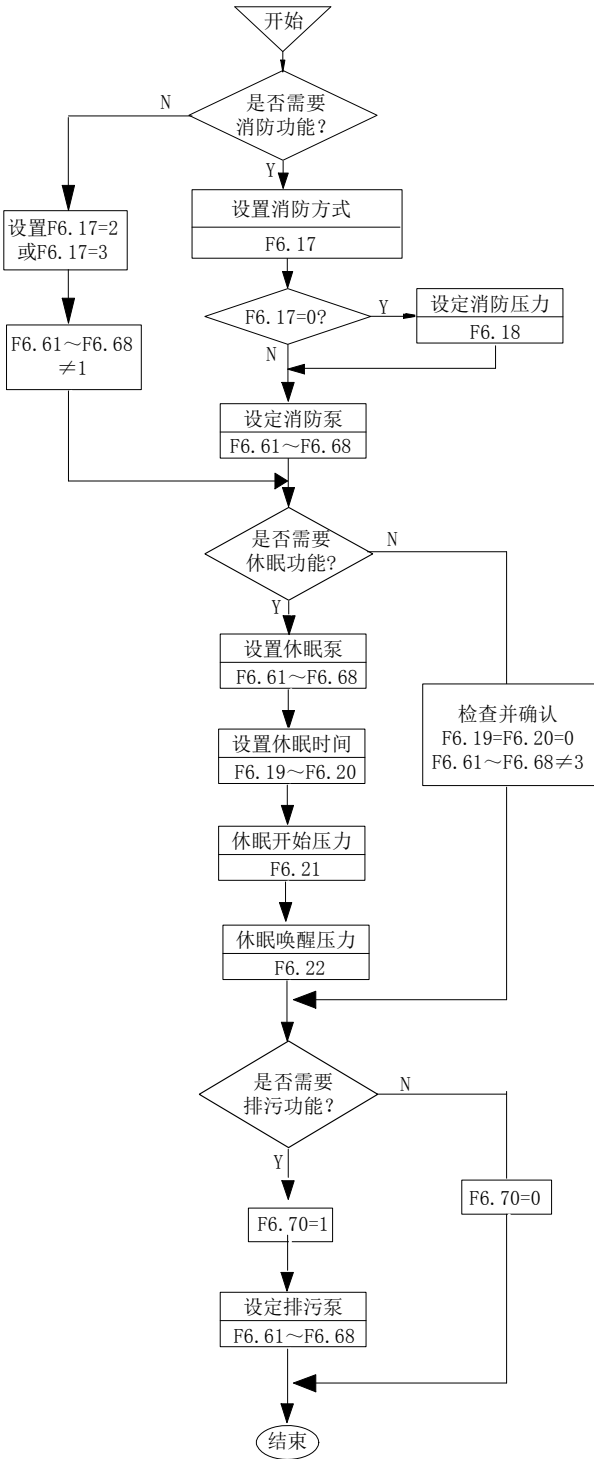 开始
是否需要
消防功能?
N
Y
设置F6.17=2
或F6.17=3
设置消防方式
F6.17
F6.61～F6.68
≠1
F6.17=0?
Y
N
设定消防压力
F6.18
设定消防泵
F6.61～F6.68
是否需要
休眠功能?
N
Y
设置休眠泵
F6.61～F6.68
设置休眠时间
F6.19～F6.20
检查并确认
F6.19=F6.20=0
F6.61～F6.68≠3
休眠开始压力
F6.21
休眠唤醒压力
F6.22
是否需要
排污功能?
N
Y
F6.70=1
F6.70=0
设定排污泵
F6.61～F6.68
结束